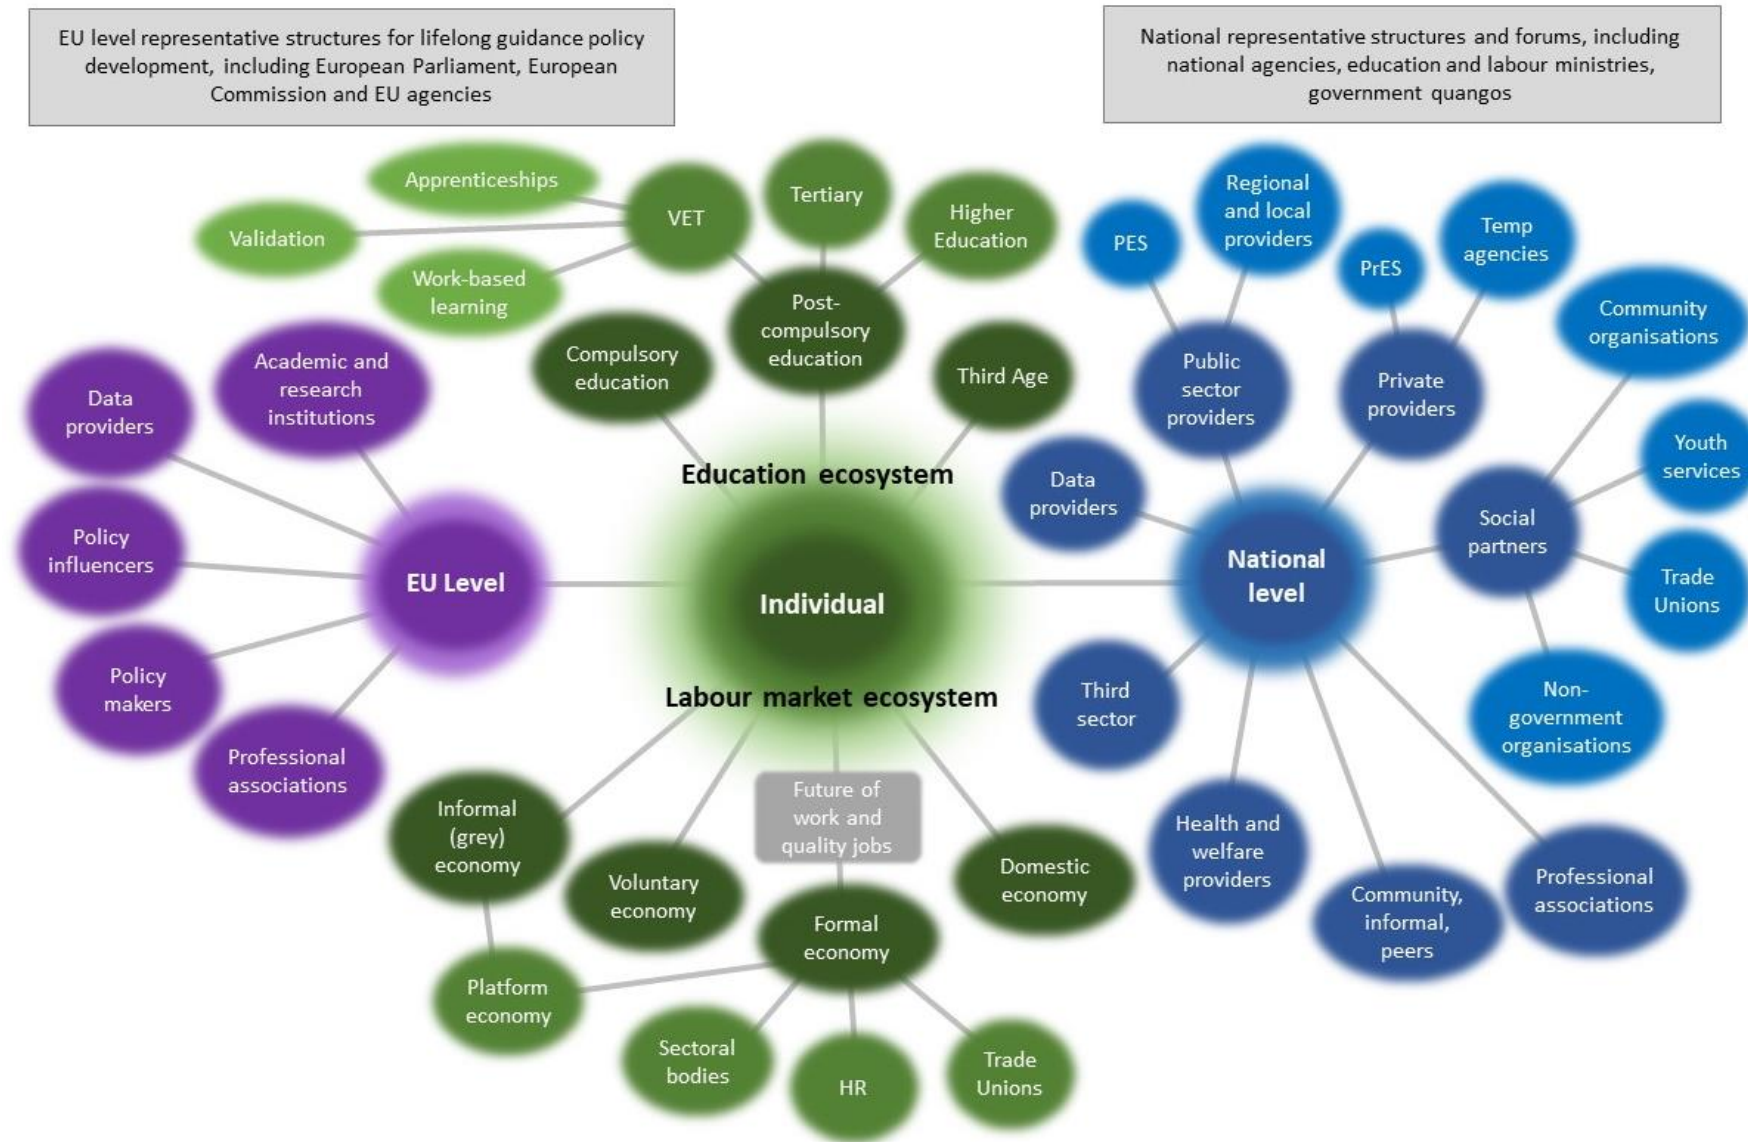 EU level representative structures for lifelong guidance policy
development, including European Parliament, European
Commission and EU agencies
National representative structures and forums, including
national agencies, education and labour ministries,
government quangos
Apprenticeships
Validation
Work-based
learning
VET
Tertiary
Higher
Education
Post-
compulsory
education
Compulsory
education
Third Age
Education ecosystem
Individual
Labour market ecosystem
Academic and
research
institutions
Data
providers
Policy
influencers
Policy
makers
Professional
associations
EU Level
Informal
(grey)
economy
Voluntary
economy
Future of
work and
quality jobs
Domestic
economy
Formal
economy
Platform
economy
Sectoral
bodies
HR
Trade
Unions
National
level
PES
Regional
and local
providers
PrES
Temp
agencies
Public
sector
providers
Private
providers
Community
organisations
Youth
services
Data
providers
Social
partners
Trade
Unions
Non-
government
organisations
Third
sector
Health and
welfare
providers
Community,
informal,
peers
Professional
associations